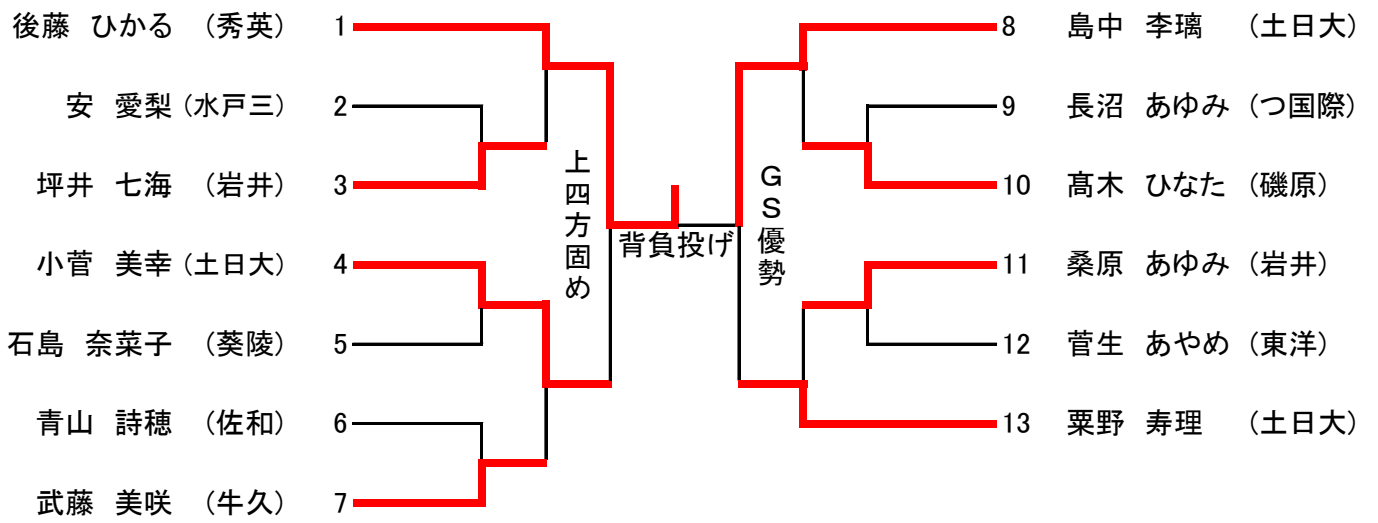 後藤 ひかる (秀英) 1
安 愛梨 (水戸三) 2
坪井 七海 (岩井) 3
小菅 美幸 (土日大) 4
石島 奈菜子 (葵陵) 5
青山 詩穂 (佐和) 6
武藤 美咲 (牛久) 7
上四方固め
背負投げ
GS優勢
8 島中 李璃 (土日大)
9 長沼 あゆみ (つ国際)
10 髙木 ひなた (磯原)
11 桑原 あゆみ (岩井)
12 菅生 あやめ (東洋)
13 粟野 寿理 (土日大)